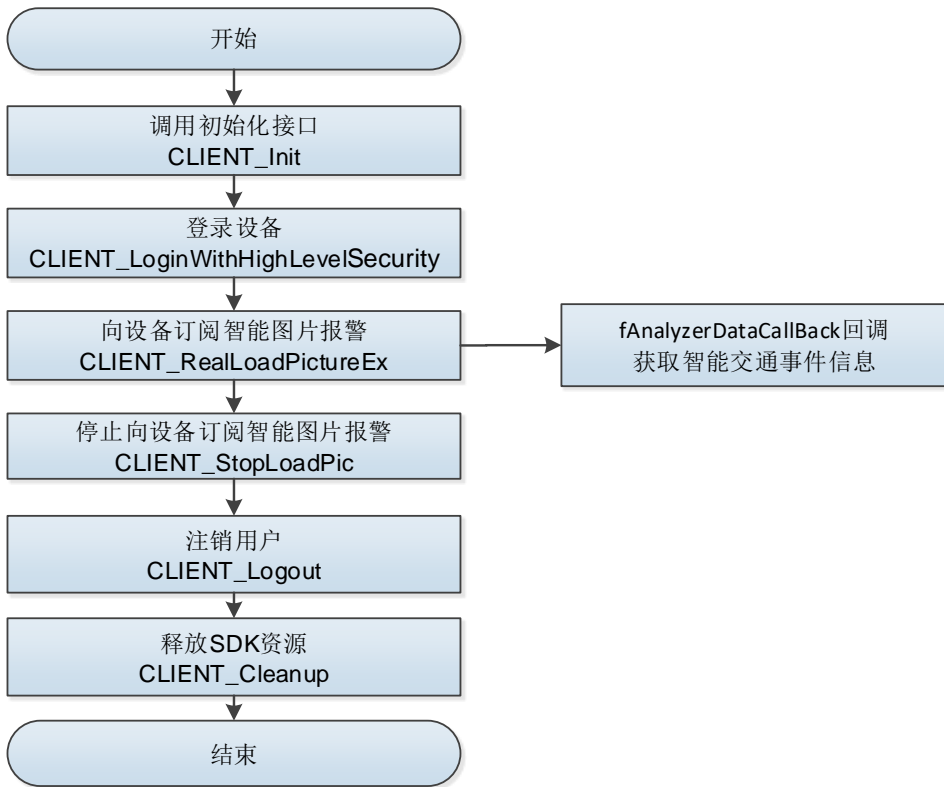 开始
调用初始化接口
CLIENT_Init
登录设备
CLIENT_LoginWithHighLevelSecurity
向设备订阅智能图片报警
CLIENT_RealLoadPictureEx
fAnalyzerDataCallBack回调
获取智能交通事件信息
停止向设备订阅智能图片报警
CLIENT_StopLoadPic
注销用户
CLIENT_Logout
释放SDK资源
CLIENT_Cleanup
结束